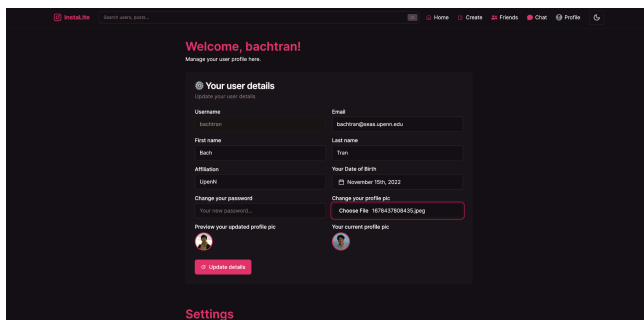 InstaLite
Search users, posts...
Home
Create
Friends
Chat
Profile
Welcome, bachtran!
Manage your user profile here.
Your user details
Update your user details
Username
Email
bachtran
bachtran@seas.upenn.edu
First name
Last name
Bach
Tran
Affiliation
Your Date of Birth
UpenN
November 15th, 2022
Change your password
Change your profile pic
Your new password...
Choose File 1678437808435.jpeg
Preview your updated profile pic
Your current profile pic
Update details
Settings